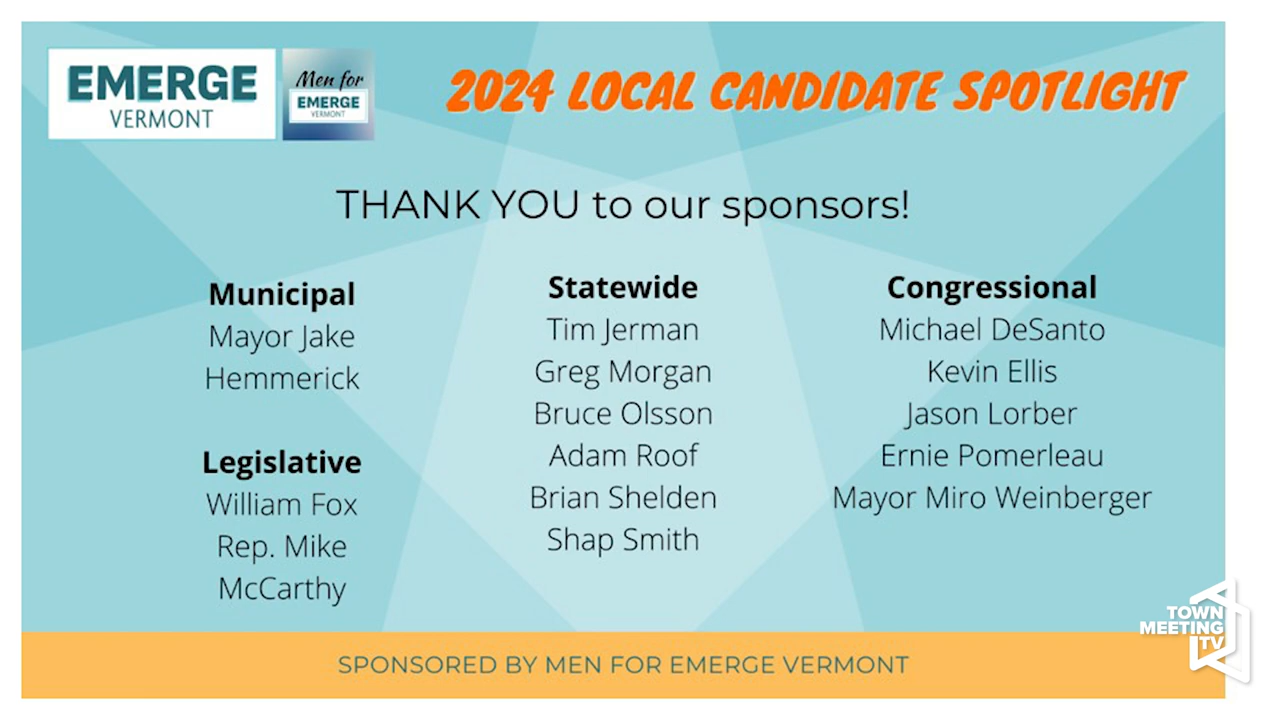 EMERGE
VERMONT
Men for
EMERGE
VERMONT
2024 LOCAL CANDIDATE SPOTLIGHT
THANK YOU to our sponsors!
Municipal
Mayor Jake
Hemmerick
Legislative
William Fox
Rep. Mike
McCarthy
Statewide
Tim Jerman
Greg Morgan
Bruce Olsson
Adam Roof
Brian Shelden
Shap Smith
Congressional
Michael DeSanto
Kevin Ellis
Jason Lorber
Ernie Pomerleau
Mayor Miro Weinberger
SPONSORED BY MEN FOR EMERGE VERMONT
TOWN
MEETING
TV